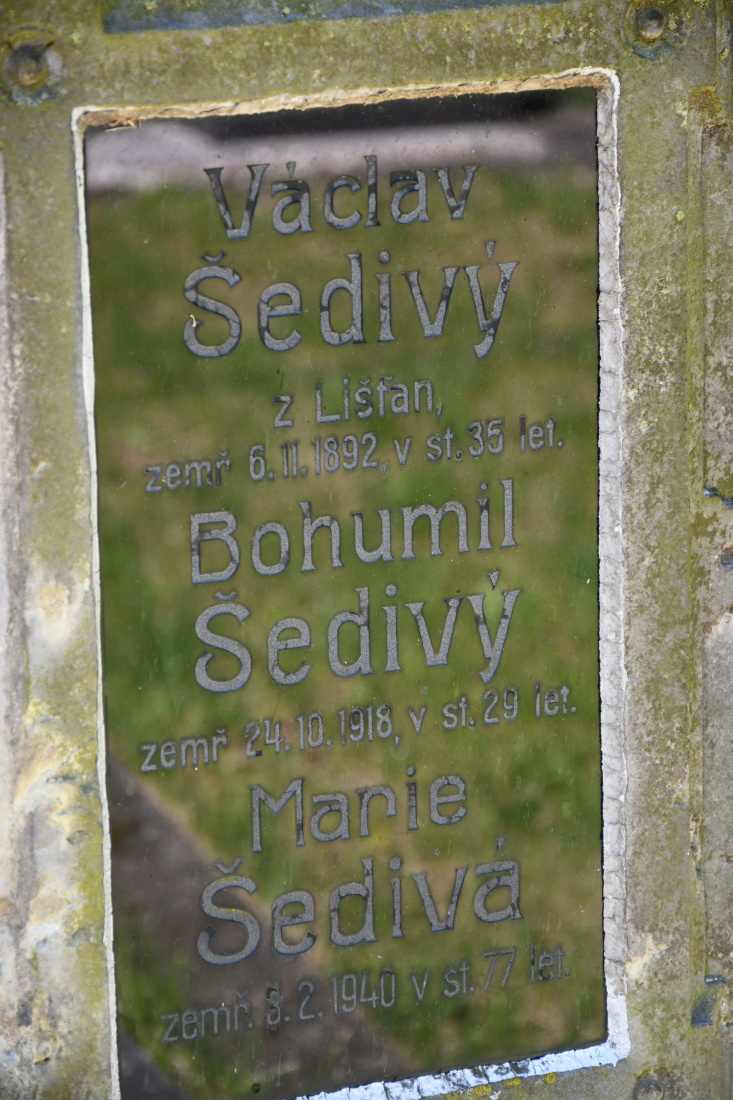 Václav
Šedivý
z Lišťan,
zemř. 6.11.1892, v st. 35 let.
Bohumil
Šedivý
zemř. 24.10.1918, v st. 29 let.
Marie
Šedivá
zemř. 3.2.1940 v st. 77 let.